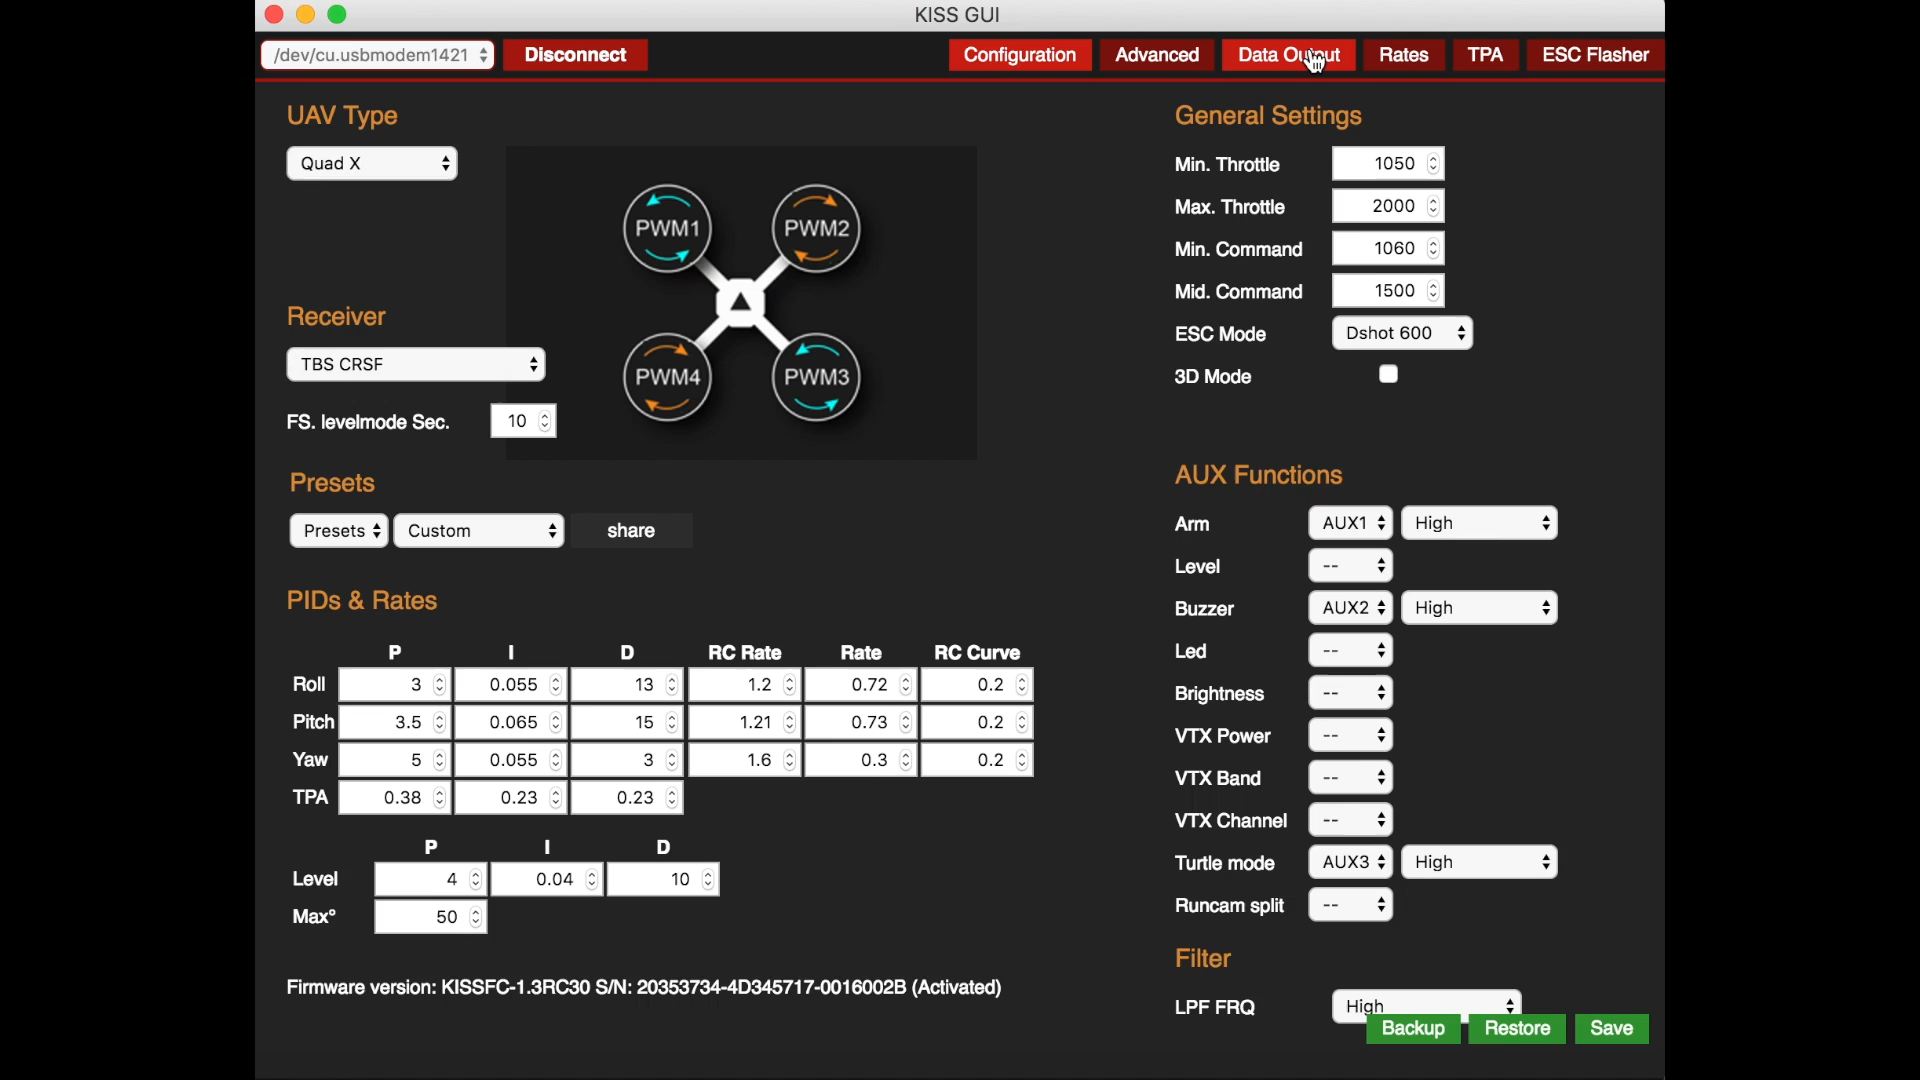 KISS GUI
/dev/cu.usbmodem1421 Disconnect Configuration Advanced Data Output Rates TPA ESC Flasher
UAV Type
Quad X
PWM1 PWM2
PWM4 PWM3
Receiver
TBS CRSF
FS. levelmode Sec. 10
Presets
Presets Custom share
PIDs & Rates
P I D RC Rate Rate RC Curve
Roll 3 0.055 13 1.2 0.72 0.2
Pitch 3.5 0.065 15 1.21 0.73 0.2
Yaw 5 0.055 3 1.6 0.3 0.2
TPA 0.38 0.23 0.23
P I D
Level 4 0.04 10
Max° 50
Firmware version: KISSFC-1.3RC30 S/N: 20353734-4D345717-0016002B (Activated)
General Settings
Min. Throttle 1050
Max. Throttle 2000
Min. Command 1060
Mid. Command 1500
ESC Mode Dshot 600
3D Mode
AUX Functions
Arm AUX1 High
Level --
Buzzer AUX2 High
Led --
Brightness --
VTX Power --
VTX Band --
VTX Channel --
Turtle mode AUX3 High
Runcam split --
Filter
LPF FRQ High
Backup Restore Save